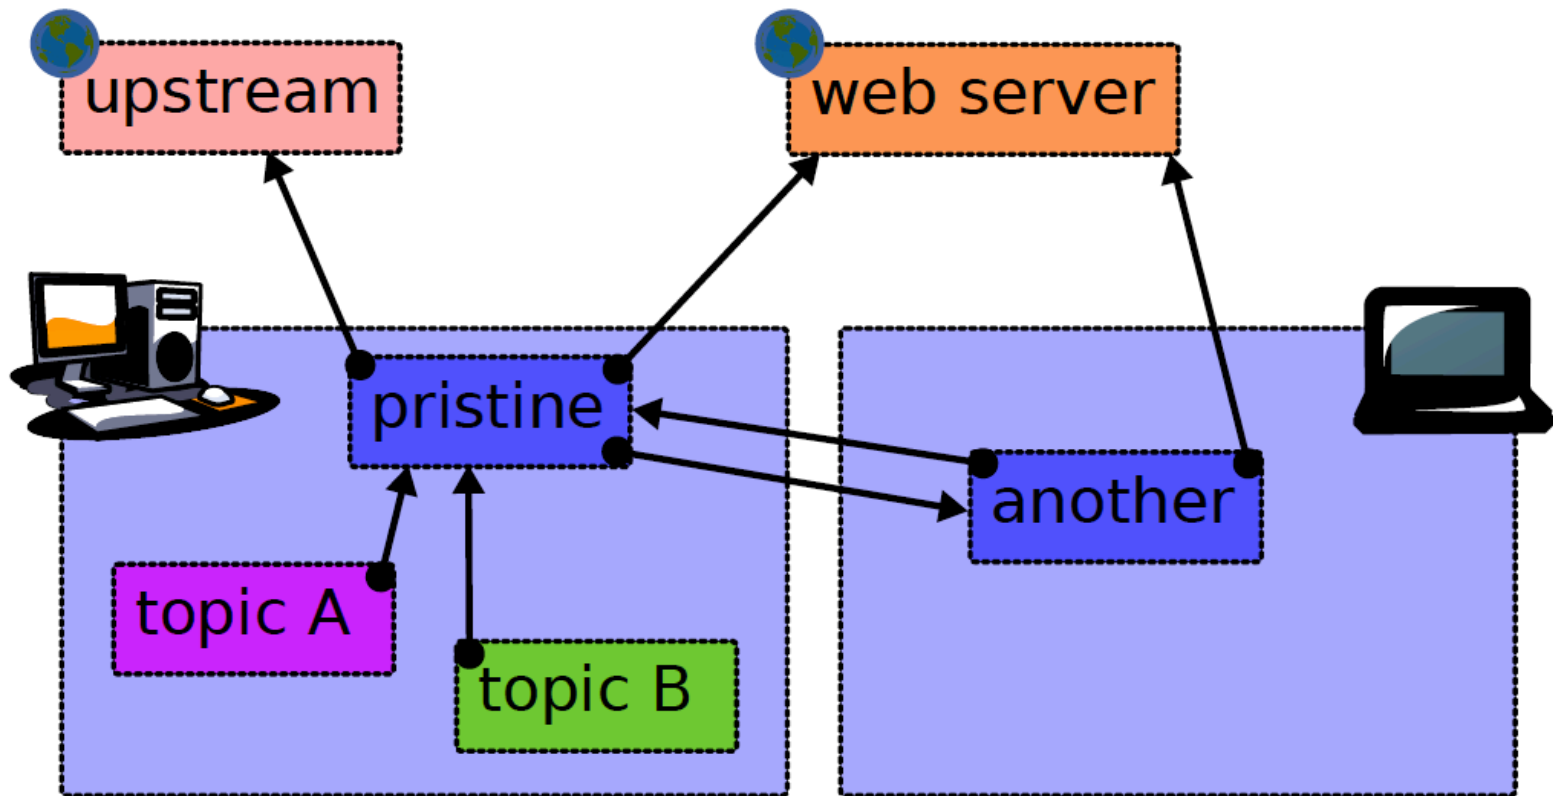 upstream
web server
pristine
another
topic A
topic B